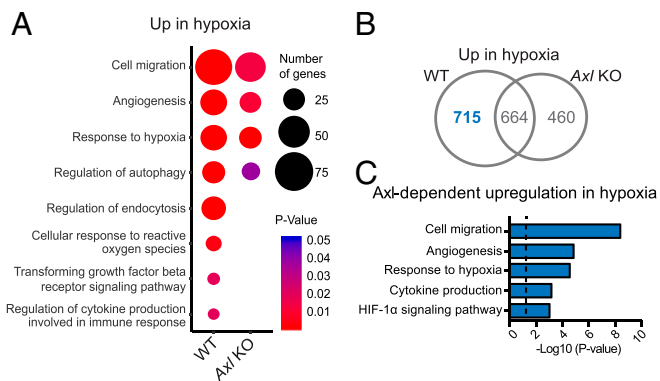 A
Up in hypoxia
Cell migration
Angiogenesis
Response to hypoxia
Regulation of autophagy
Regulation of endocytosis
Cellular response to reactive
oxygen species
Transforming growth factor beta
receptor signaling pathway
Regulation of cytokine production
involved in immune response
WT
Axl KO
Number
of genes
25
50
75
P-Value
0.05
0.04
0.03
0.02
0.01
B
Up in hypoxia
WT
Axl KO
715
664
460
C
Axl-dependent upregulation in hypoxia
Cell migration
Angiogenesis
Response to hypoxia
Cytokine production
HIF-1α signaling pathway
0
2
4
6
8
10
-Log10 (P-value)